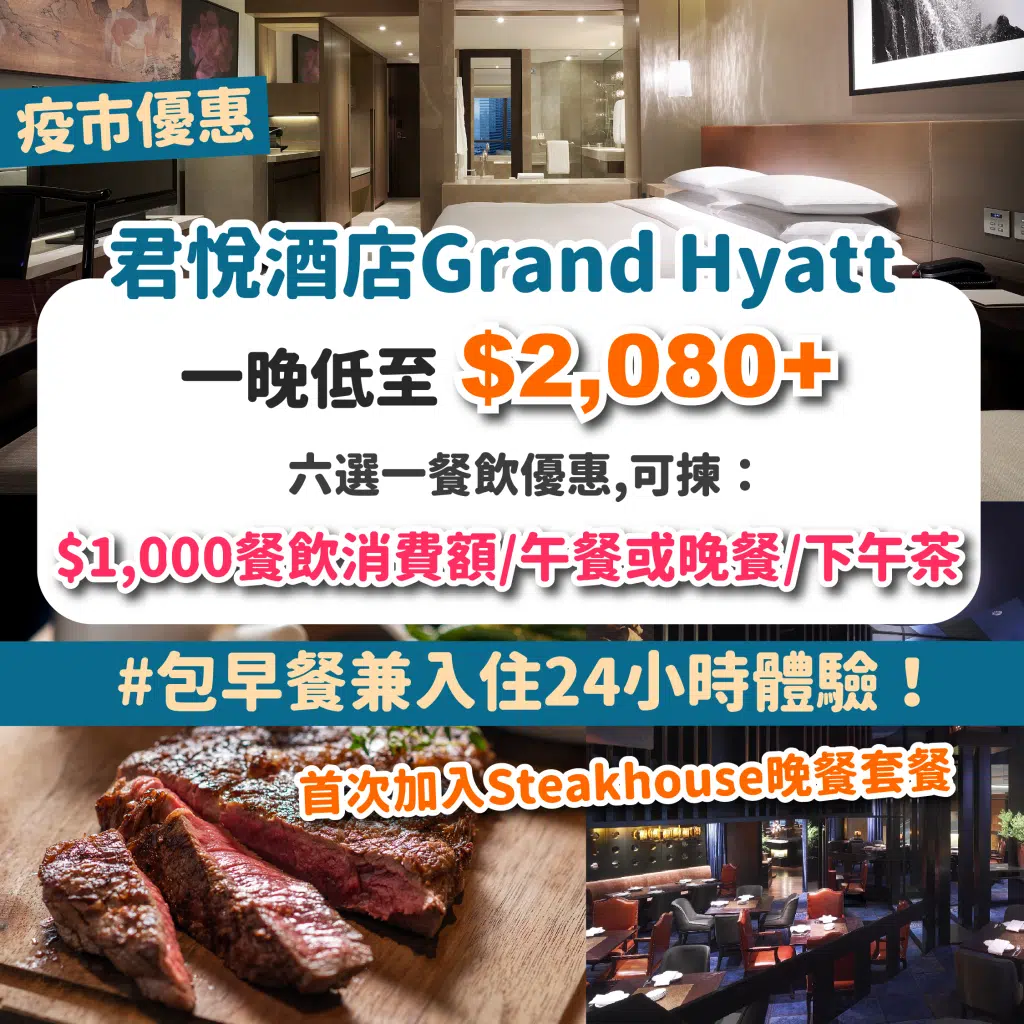 疫市優惠
君悅酒店Grand Hyatt
一晚低至 $2,080+
六選一餐飲優惠,可揀：
$1,000餐飲消費額/午餐或晚餐/下午茶
#包早餐兼入住24小時體驗！
首次加入Steakhouse晚餐套餐